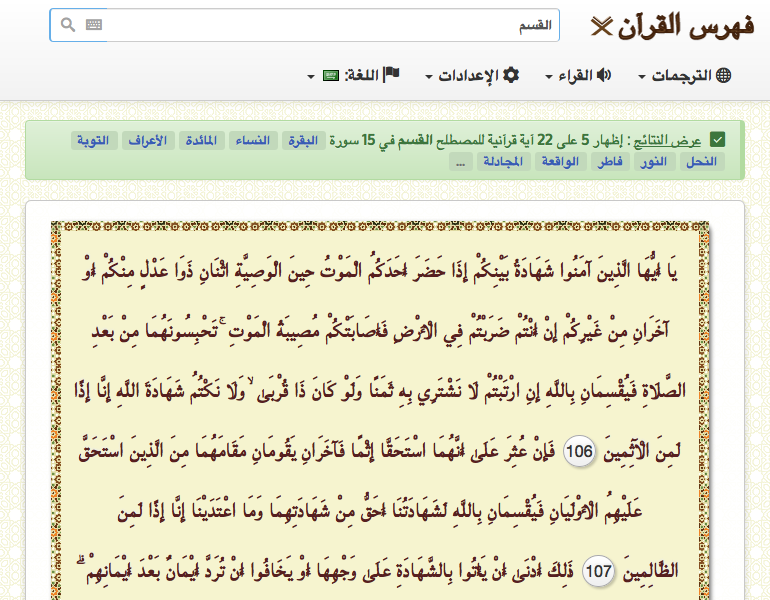 فهرس القرآن
القسم
الترجمات القراء الإعدادات اللغة:
عرض النتائج : إظهار 5 على 22 آية قرآنية للمصطلح القسم في 15 سورة البقرة النساء المائدة الأعراف التوبة
النحل النور فاطر الواقعة المجادلة ...
يَا أَيُّهَا الَّذِينَ آمَنُوا شَهَادَةُ بَيْنِكُمْ إِذَا حَضَرَ أَحَدَكُمُ الْمَوْتُ حِينَ الْوَصِيَّةِ اثْنَانِ ذَوَا عَدْلٍ مِنْكُمْ أَوْ
آخَرَانِ مِنْ غَيْرِكُمْ إِنْ أَنْتُمْ ضَرَبْتُمْ فِي الْأَرْضِ فَأَصَابَتْكُمْ مُصِيبَةُ الْمَوْتِ ۚ تَحْبِسُونَهُمَا مِنْ بَعْدِ
الصَّلَاةِ فَيُقْسِمَانِ بِاللَّهِ إِنِ ارْتَبْتُمْ لَا نَشْتَرِي بِهِ ثَمَنًا وَلَوْ كَانَ ذَا قُرْبَىٰ ۙ وَلَا نَكْتُمُ شَهَادَةَ اللَّهِ إِنَّا إِذًا
لَمِنَ الْآثِمِينَ 106 فَإِنْ عُثِرَ عَلَىٰ أَنَّهُمَا اسْتَحَقَّا إِثْمًا فَآخَرَانِ يَقُومَانِ مَقَامَهُمَا مِنَ الَّذِينَ اسْتَحَقَّ
عَلَيْهِمُ الْأَوْلَيَانِ فَيُقْسِمَانِ بِاللَّهِ لَشَهَادَتُنَا أَحَقُّ مِنْ شَهَادَتِهِمَا وَمَا اعْتَدَيْنَا إِنَّا إِذًا لَمِنَ
الظَّالِمِينَ 107 ذَٰلِكَ أَدْنَىٰ أَنْ يَأْتُوا بِالشَّهَادَةِ عَلَىٰ وَجْهِهَا أَوْ يَخَافُوا أَنْ تُرَدَّ أَيْمَانٌ بَعْدَ أَيْمَانِهِمْ ۗ